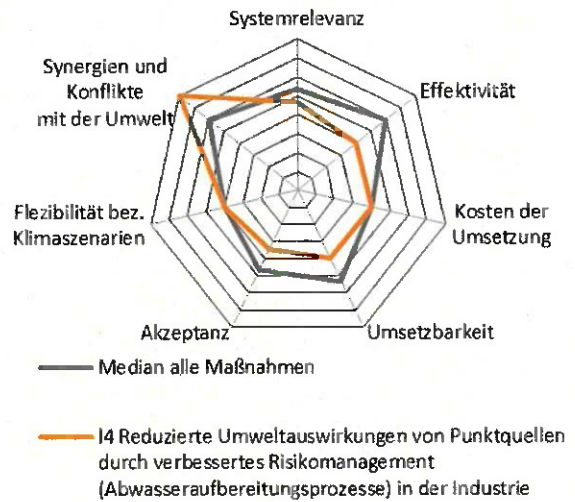 Systemrelevanz
Synergien und
Konflikte
mit der Umwelt
Effektivität
Flezibilität bez.
Klimaszenarien
Kosten der
Umsetzung
Akzeptanz
Umsetzbarkeit
Median alle Maßnahmen
I4 Reduzierte Umweltauswirkungen von Punktquellen
durch verbessertes Risikomanagement
(Abwasseraufbereitungsprozesse) in der Industrie